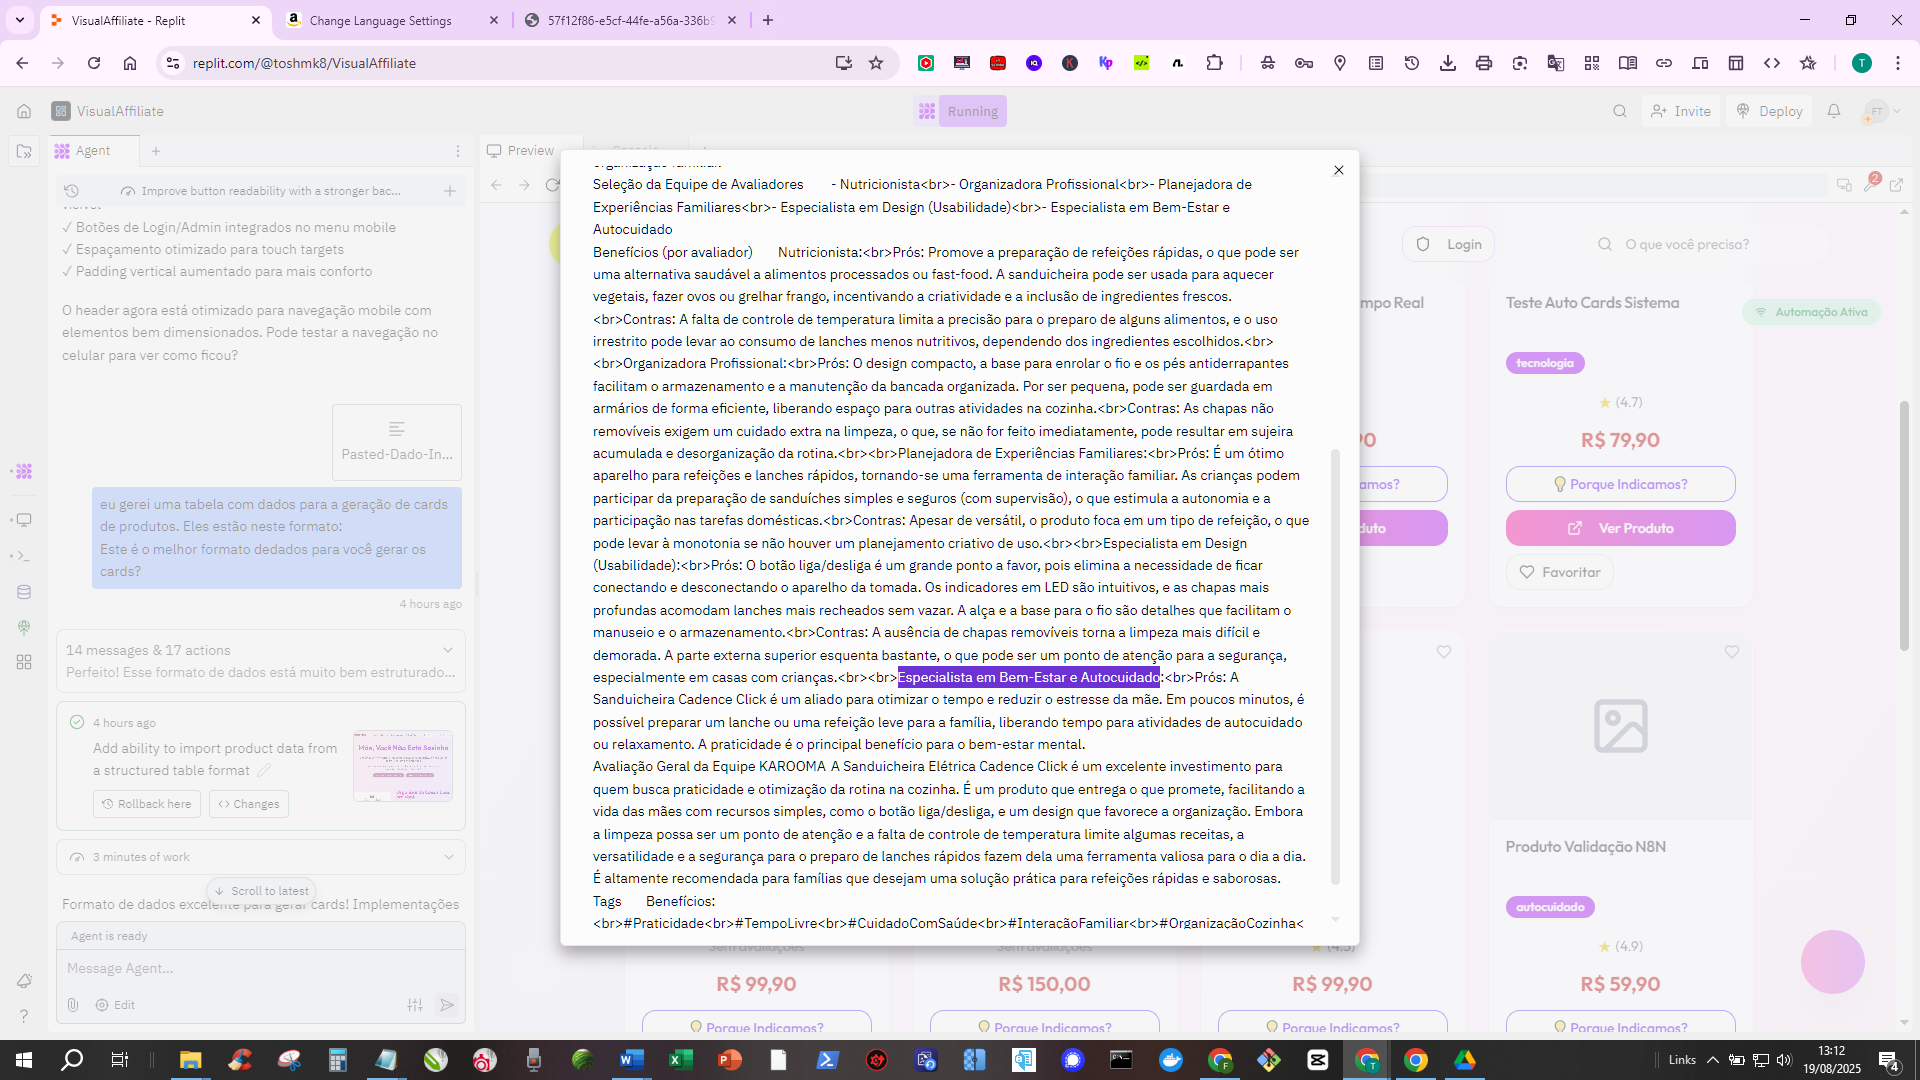 VisualAffiliate - Replit
Change Language Settings
57f12f86-e5cf-44fe-a56a-336b9
replit.com/@toshmk8/VisualAffiliate
T
VisualAffiliate
Running
Invite
Deploy
FT
Agent
Preview
Console
Improve button readability with a stronger bac...
✓ Botões de Login/Admin integrados no menu mobile
✓ Espaçamento otimizado para touch targets
✓ Padding vertical aumentado para mais conforto
O header agora está otimizado para navegação mobile com
elementos bem dimensionados. Pode testar a navegação no
celular para ver como ficou?
Pasted-Dado-In...
eu gerei uma tabela com dados para a geração de cards
de produtos. Eles estão neste formato:
Este é o melhor formato dedados para você gerar os
cards?
4 hours ago
14 messages & 17 actions
Perfeito! Esse formato de dados está muito bem estruturado...
4 hours ago
Add ability to import product data from
a structured table format
Rollback here
Changes
Mãe, Você Não Está Sozinha
3 minutes of work
Scroll to latest
Formato de dados excelente para gerar cards! Implementações
Agent is ready
Message Agent...
Edit
organização familiar.
Seleção da Equipe de Avaliadores - Nutricionista<br>- Organizadora Profissional<br>- Planejadora de
Experiências Familiares<br>- Especialista em Design (Usabilidade)<br>- Especialista em Bem-Estar e
Autocuidado
Benefícios (por avaliador) Nutricionista:<br>Prós: Promove a preparação de refeições rápidas, o que pode ser
uma alternativa saudável a alimentos processados ou fast-food. A sanduicheira pode ser usada para aquecer
vegetais, fazer ovos ou grelhar frango, incentivando a criatividade e a inclusão de ingredientes frescos.
<br>Contras: A falta de controle de temperatura limita a precisão para o preparo de alguns alimentos, e o uso
irrestrito pode levar ao consumo de lanches menos nutritivos, dependendo dos ingredientes escolhidos.<br>
<br>Organizadora Profissional:<br>Prós: O design compacto, a base para enrolar o fio e os pés antiderrapantes
facilitam o armazenamento e a manutenção da bancada organizada. Por ser pequena, pode ser guardada em
armários de forma eficiente, liberando espaço para outras atividades na cozinha.<br>Contras: As chapas não
removíveis exigem um cuidado extra na limpeza, o que, se não for feito imediatamente, pode resultar em sujeira
acumulada e desorganização da rotina.<br><br>Planejadora de Experiências Familiares:<br>Prós: É um ótimo
aparelho para refeições e lanches rápidos, tornando-se uma ferramenta de interação familiar. As crianças podem
participar da preparação de sanduíches simples e seguros (com supervisão), o que estimula a autonomia e a
participação nas tarefas domésticas.<br>Contras: Apesar de versátil, o produto foca em um tipo de refeição, o que
pode levar à monotonia se não houver um planejamento criativo de uso.<br><br>Especialista em Design
(Usabilidade):<br>Prós: O botão liga/desliga é um grande ponto a favor, pois elimina a necessidade de ficar
conectando e desconectando o aparelho da tomada. Os indicadores em LED são intuitivos, e as chapas mais
profundas acomodam lanches mais recheados sem vazar. A alça e a base para o fio são detalhes que facilitam o
manuseio e o armazenamento.<br>Contras: A ausência de chapas removíveis torna a limpeza mais difícil e
demorada. A parte externa superior esquenta bastante, o que pode ser um ponto de atenção para a segurança,
especialmente em casas com crianças.<br><br>Especialista em Bem-Estar e Autocuidado:<br>Prós: A
Sanduicheira Cadence Click é um aliado para otimizar o tempo e reduzir o estresse da mãe. Em poucos minutos, é
possível preparar um lanche ou uma refeição leve para a família, liberando tempo para atividades de autocuidado
ou relaxamento. A praticidade é o principal benefício para o bem-estar mental.
Avaliação Geral da Equipe KAROOMA A Sanduicheira Elétrica Cadence Click é um excelente investimento para
quem busca praticidade e otimização da rotina na cozinha. É um produto que entrega o que promete, facilitando a
vida das mães com recursos simples, como o botão liga/desliga, e um design que favorece a organização. Embora
a limpeza possa ser um ponto de atenção e a falta de controle de temperatura limite algumas receitas, a
versatilidade e a segurança para o preparo de lanches rápidos fazem dela uma ferramenta valiosa para o dia a dia.
É altamente recomendada para famílias que desejam uma solução prática para refeições rápidas e saborosas.
Tags Benefícios:
<br>#Praticidade<br>#TempoLivre<br>#CuidadoComSaúde<br>#InteraçãoFamiliar<br>#OrganizaçãoCozinha<
2
Login
O que você precisa?
mpo Real
Teste Auto Cards Sistema
Automação Ativa
tecnologia
(4.7)
90
R$ 79,90
amos?
Porque Indicamos?
duto
Ver Produto
Favoritar
Produto Validação N8N
autocuidado
Sem avaliações
Sem avaliações
(4.5)
(4.9)
R$ 99,90
R$ 150,00
R$ 99,90
R$ 59,90
Porque Indicamos?
Porque Indicamos?
Porque Indicamos?
Porque Indicamos?
Links
13:12
19/08/2025
4